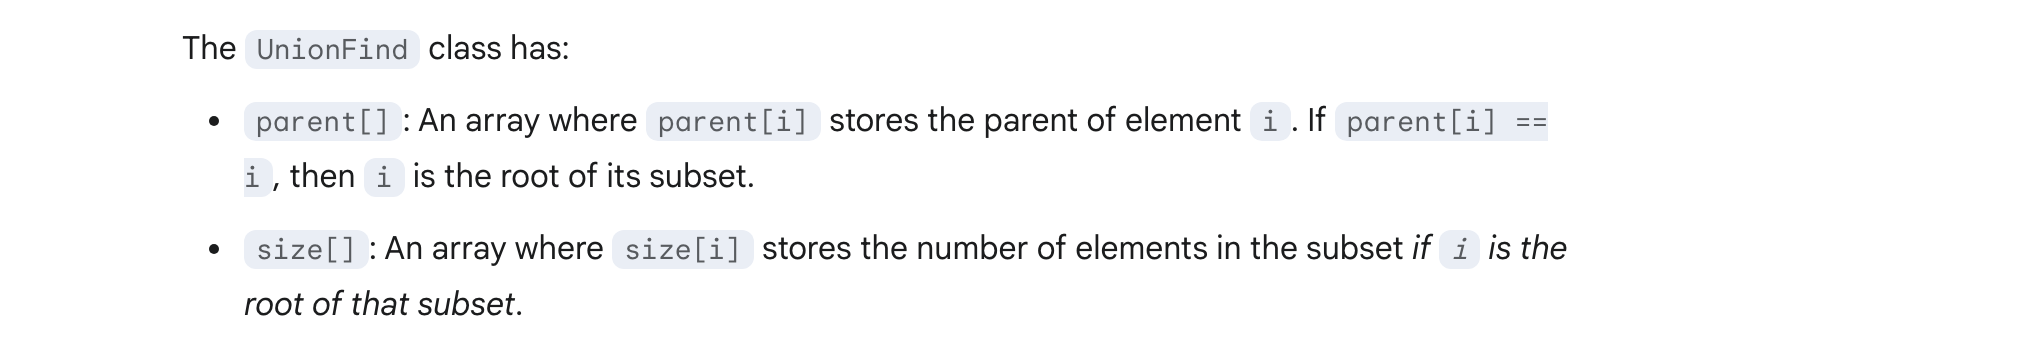 The UnionFind class has:
• parent[]: An array where parent[i] stores the parent of element i. If parent[i] ==
i, then i is the root of its subset.
• size[]: An array where size[i] stores the number of elements in the subset if i is the
root of that subset.